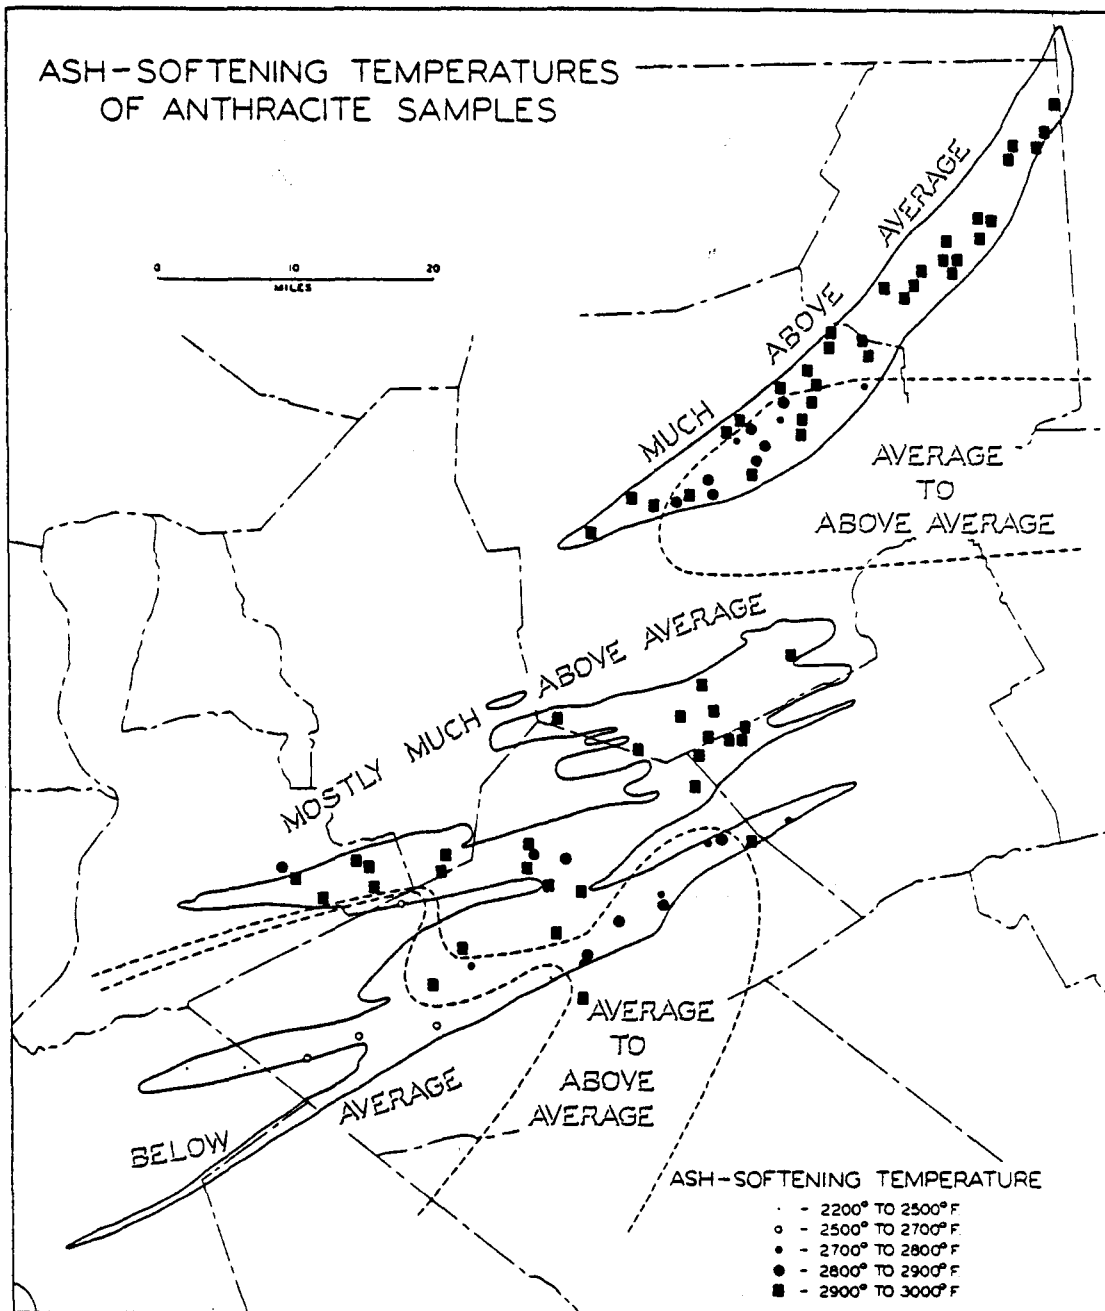 ASH-SOFTENING TEMPERATURES
OF ANTHRACITE SAMPLES
0 10 20
MILES
MUCH ABOVE AVERAGE
AVERAGE
TO
ABOVE AVERAGE
MOSTLY MUCH ABOVE AVERAGE
AVERAGE
TO
ABOVE
AVERAGE
BELOW AVERAGE
ASH-SOFTENING TEMPERATURE
· - 2200° TO 2500° F.
○ - 2500° TO 2700° F.
• - 2700° TO 2800° F.
● - 2800° TO 2900° F.
■ - 2900° TO 3000° F.